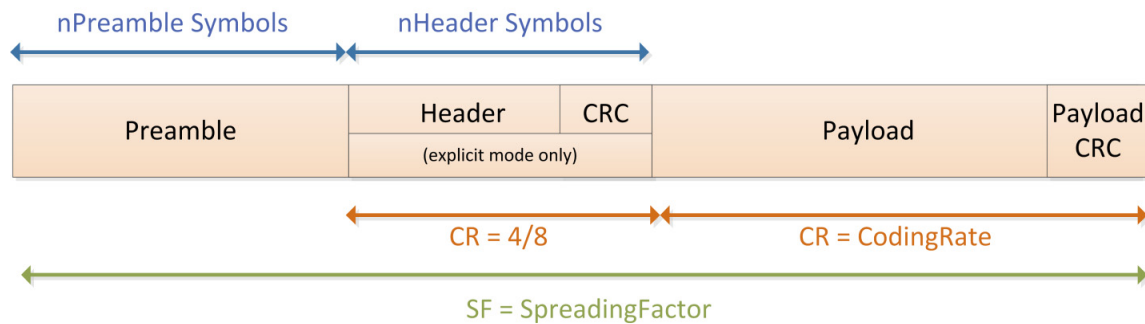 nPreamble Symbols
nHeader Symbols
Preamble
Header
CRC
(explicit mode only)
Payload
Payload
CRC
CR = 4/8
CR = CodingRate
SF = SpreadingFactor